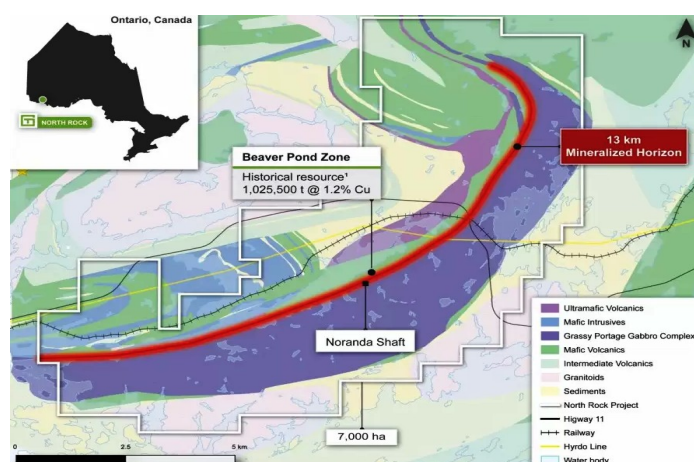 Ontario, Canada
NORTH ROCK
N
13 km
Mineralized Horizon
Beaver Pond Zone
Historical resource¹
1,025,500 t @ 1.2% Cu
Noranda Shaft
7,000 ha
Ultramafic Volcanics
Mafic Intrusives
Grassy Portage Gabbro Complex
Mafic Volcanics
Intermediate Volcanics
Granitoids
Sediments
North Rock Project
Higway 11
Railway
Hyrdo Line
Water body
0 2.5 5 km